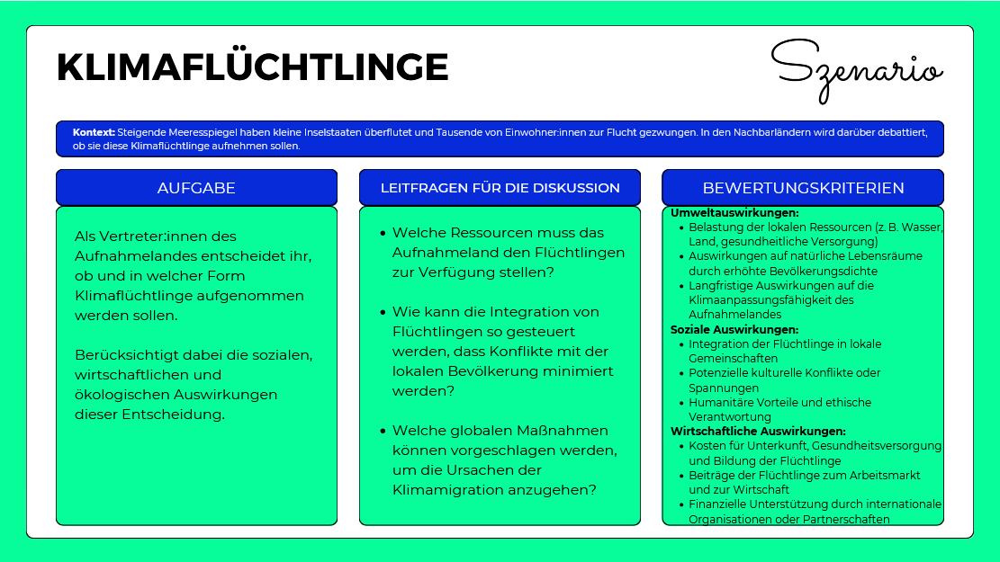 KLIMAFLÜCHTLINGE
Szenario
Kontext: Steigende Meeresspiegel haben kleine Inselstaaten überflutet und Tausende von Einwohner:innen zur Flucht gezwungen. In den Nachbarländern wird darüber debattiert,
ob sie diese Klimaflüchtlinge aufnehmen sollen.
AUFGABE
Als Vertreter:innen des
Aufnahmelandes entscheidet ihr,
ob und in welcher Form
Klimaflüchtlinge aufgenommen
werden sollen.
Berücksichtigt dabei die sozialen,
wirtschaftlichen und
ökologischen Auswirkungen
dieser Entscheidung.
LEITFRAGEN FÜR DIE DISKUSSION
• Welche Ressourcen muss das
Aufnahmeland den Flüchtlingen
zur Verfügung stellen?
• Wie kann die Integration von
Flüchtlingen so gesteuert
werden, dass Konflikte mit der
lokalen Bevölkerung minimiert
werden?
• Welche globalen Maßnahmen
können vorgeschlagen werden,
um die Ursachen der
Klimamigration anzugehen?
BEWERTUNGSKRITERIEN
Umweltauswirkungen:
• Belastung der lokalen Ressourcen (z. B. Wasser,
Land, gesundheitliche Versorgung)
• Auswirkungen auf natürliche Lebensräume
durch erhöhte Bevölkerungsdichte
• Langfristige Auswirkungen auf die
Klimaanpassungsfähigkeit des
Aufnahmelandes
Soziale Auswirkungen:
• Integration der Flüchtlinge in lokale
Gemeinschaften
• Potenzielle kulturelle Konflikte oder
Spannungen
• Humanitäre Vorteile und ethische
Verantwortung
Wirtschaftliche Auswirkungen:
• Kosten für Unterkunft, Gesundheitsversorgung
und Bildung der Flüchtlinge
• Beiträge der Flüchtlinge zum Arbeitsmarkt
und zur Wirtschaft
• Finanzielle Unterstützung durch internationale
Organisationen oder Partnerschaften